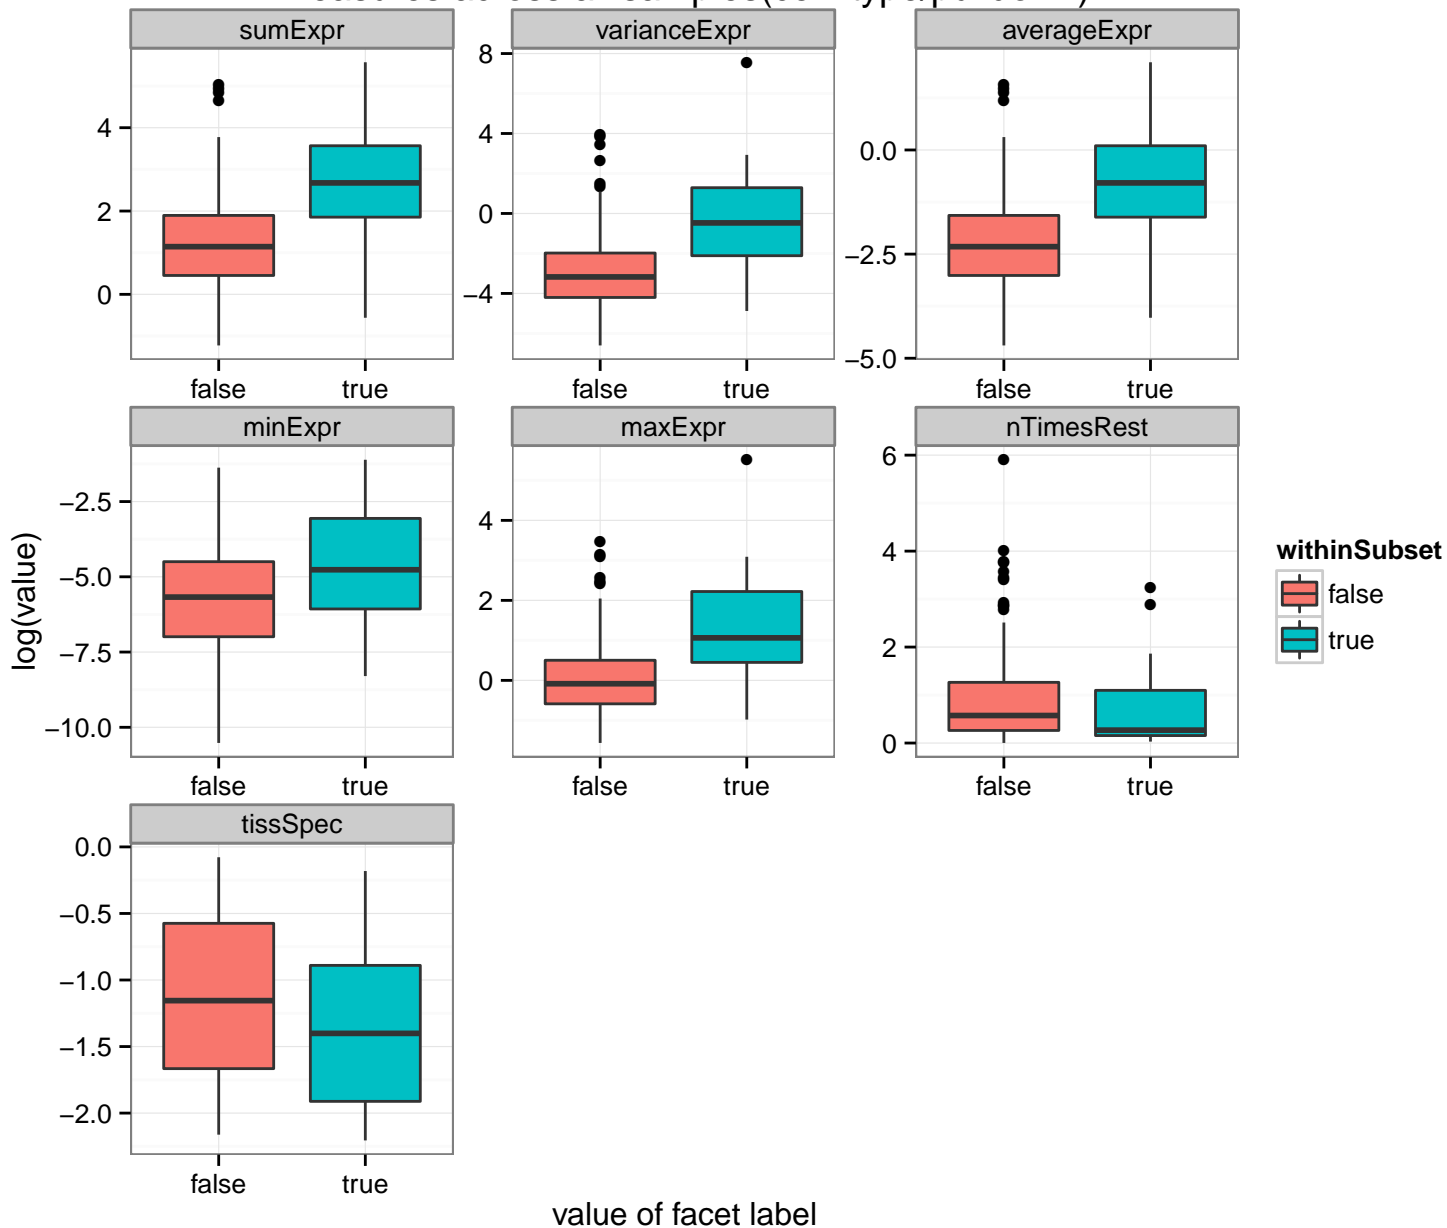 sumExpr varianceExpr averageExpr
4
2
0
8
4
0
−4
0.0
−2.5
−5.0
false true false true false true
minExpr maxExpr nTimesRest
−2.5
−5.0
−7.5
−10.0
4
2
0
6
4
2
0
false true false true false true
tissSpec
0.0
−0.5
−1.0
−1.5
−2.0
false true
log(value)
value of facet label
withinSubset
false
true